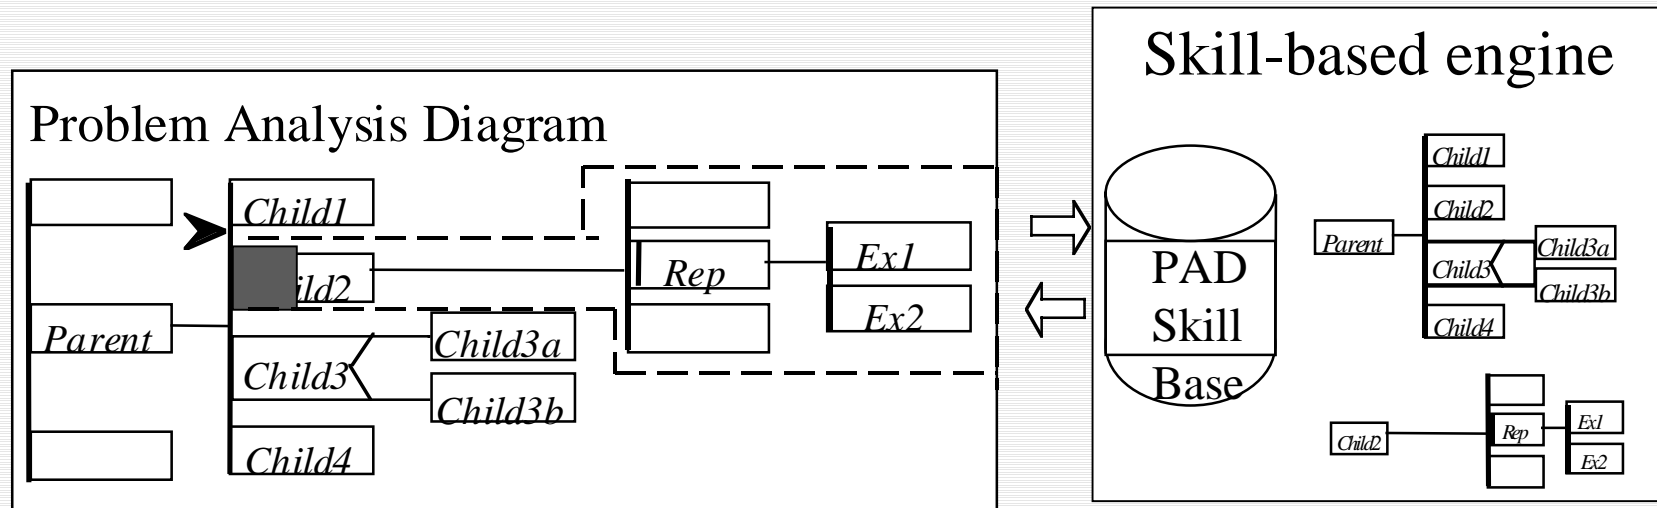 Skill-based engine
Problem Analysis Diagram
Child1
ild2
Parent
Child3
Child3a
Child3b
Child4
Rep
Ex1
Ex2
PAD
Skill
Base
Child1
Child2
Parent
Child3
Child3a
Child3b
Child4
Child2
Rep
Ex1
Ex2